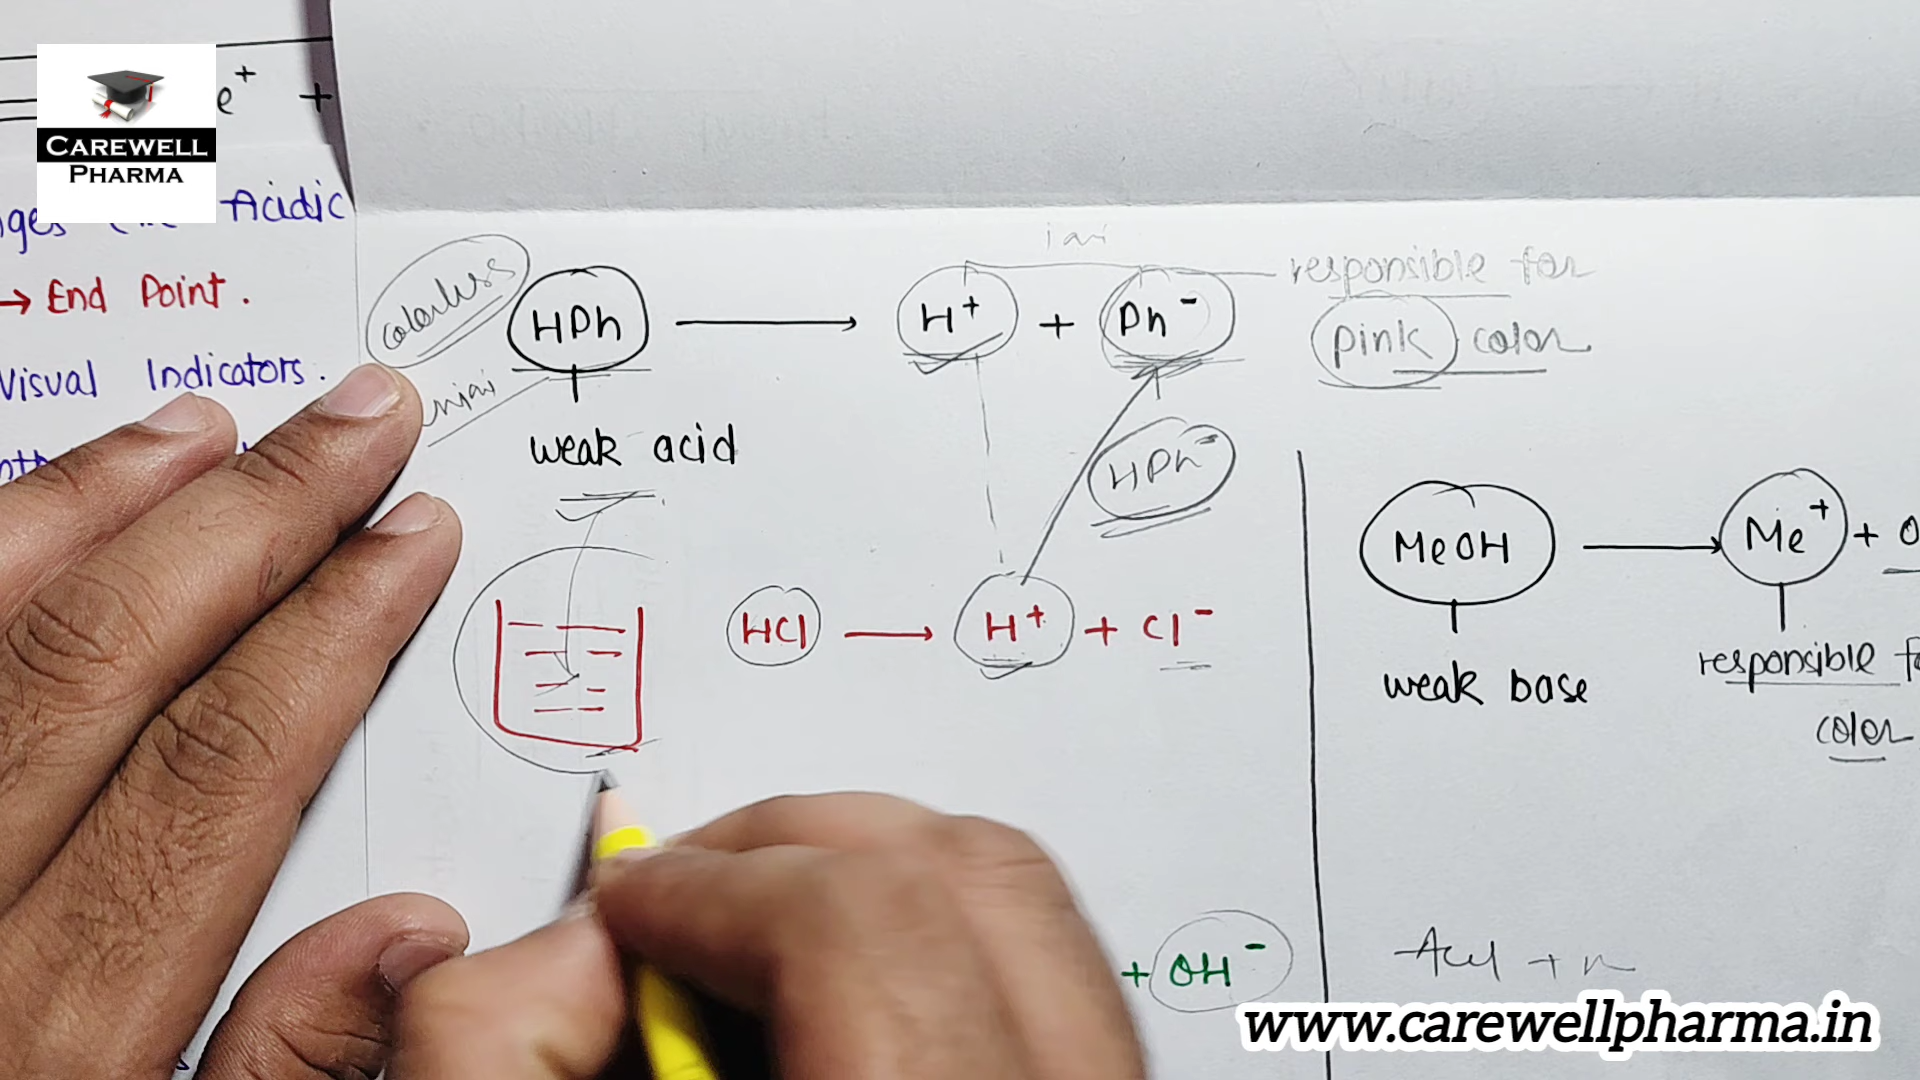 CAREWELL
PHARMA
e⁺ +
Acidic
→ End Point.
Visual Indicators.
colorless
HPh → H⁺ + Ph⁻
responsible for
pink color
weak acid
HPh⁻
HCl → H⁺ + Cl⁻
+ OH⁻
MeOH → Me⁺ +
weak base
responsible
color
www.carewellpharma.in